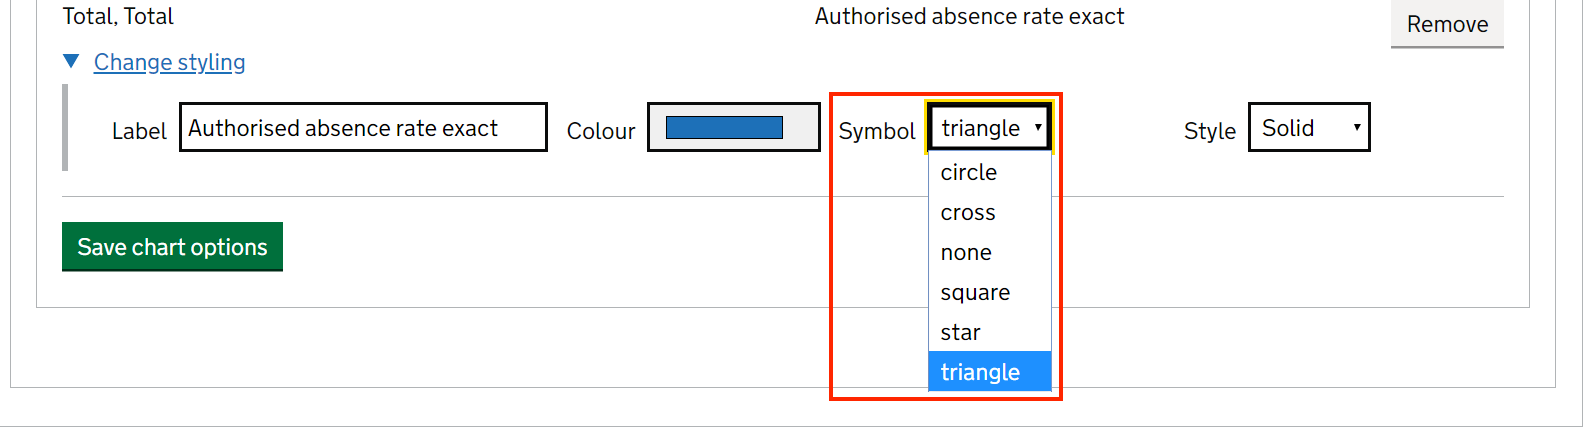 Total, Total
Authorised absence rate exact
Remove
Change styling
Label
Authorised absence rate exact
Colour
Symbol
triangle
Style
Solid
circle
cross
none
square
star
triangle
Save chart options